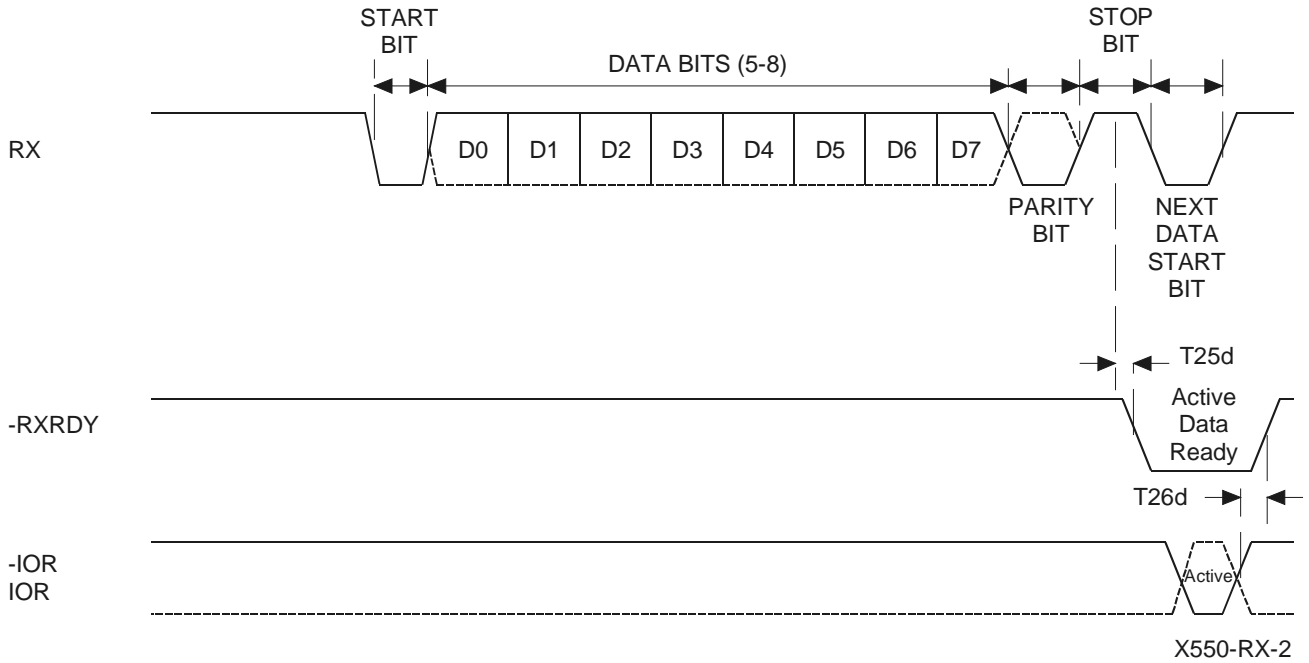 START
BIT
STOP
BIT
DATA BITS (5-8)
RX
D0 D1 D2 D3 D4 D5 D6 D7
PARITY
BIT
NEXT
DATA
START
BIT
T25d
-RXRDY
Active
Data
Ready
T26d
-IOR
IOR
Active
X550-RX-2